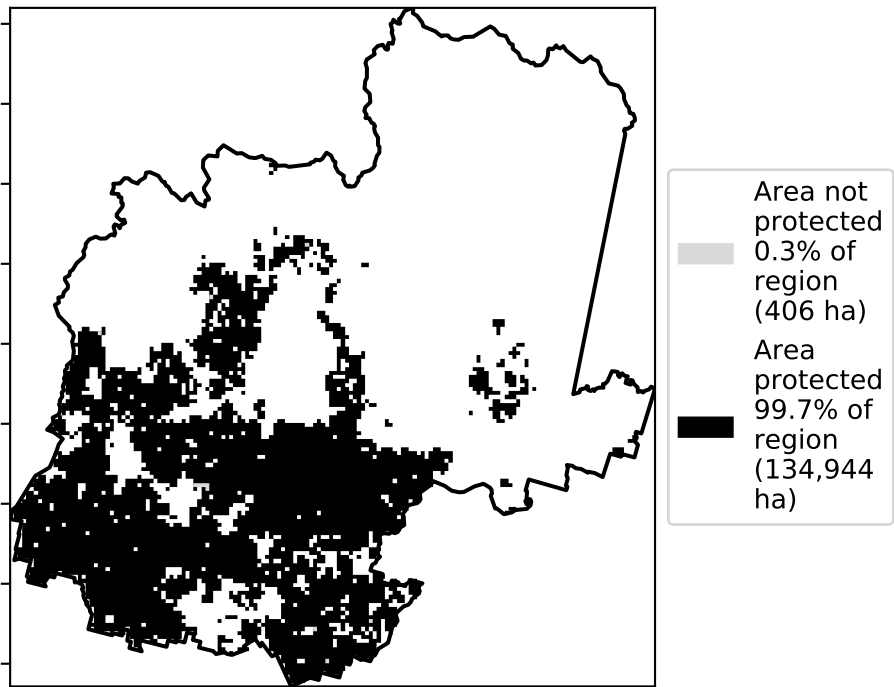 Area not
protected
0.3% of
region
(406 ha)
Area
protected
99.7% of
region
(134,944
ha)